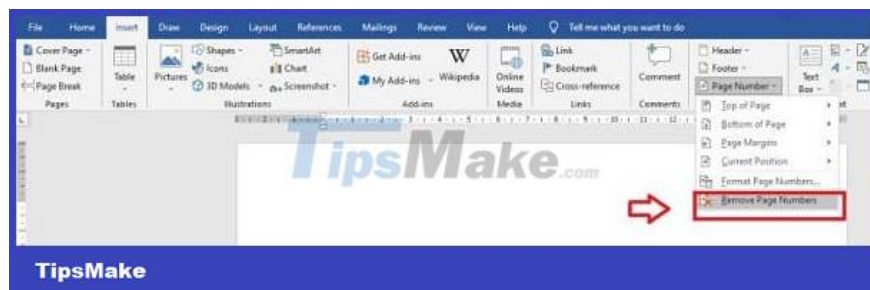 File Home Insert Draw Design Layout References Mailings Review View Help Tell me what you want to do
Cover Page
Blank Page
Page Break
Pages
Table
Tables
Pictures
Shapes
Icons
3D Models
SmartArt
Chart
Screenshot
Illustrations
Get Add-ins
My Add-ins
Wikipedia
Add-ins
Online
Videos
Media
Link
Bookmark
Cross-reference
Links
Comment
Comments
Header
Footer
Page Number
Text
Box
Top of Page
Bottom of Page
Page Margins
Current Position
Format Page Numbers...
Remove Page Numbers
TipsMake.com
TipsMake